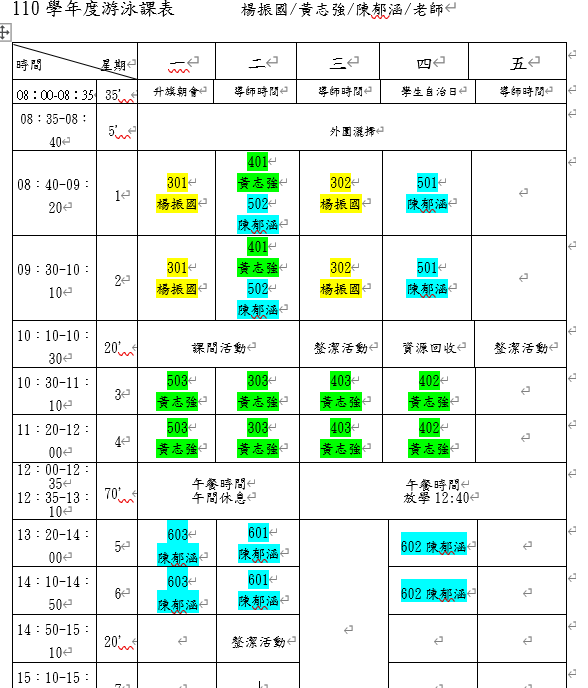 110 學年度游泳課表 楊振國/黃志強/陳郁涵/老師
時間 星期 一 二 三 四 五
08：00-08：35 35’ 升旗朝會 導師時間 導師時間 學生自治日 導師時間
08：35-08：
40 5’ 外圍灑掃
08：40-09：
20 1 301
楊振國 401
黃志強
502
陳郁涵 302
楊振國 501
陳郁涵
09：30-10：
10 2 301
楊振國 401
黃志強
502
陳郁涵 302
楊振國 501
陳郁涵
10：10-10：
30 20’ 課間活動 整潔活動 資源回收 整潔活動
10：30-11：
10 3 503
黃志強 303
黃志強 403
黃志強 402
黃志強
11：20-12：
00 4 503
黃志強 303
黃志強 403
黃志強 402
黃志強
12：00-12：
35
12：35-13：
10 70’ 午餐時間
午間休息 午餐時間
放學 12:40
13：20-14：
00 5 603
陳郁涵 601
陳郁涵 602 陳郁涵
14：10-14：
50 6 603
陳郁涵 601
陳郁涵 602 陳郁涵
14：50-15：
10 20’ 整潔活動
15：10-15：